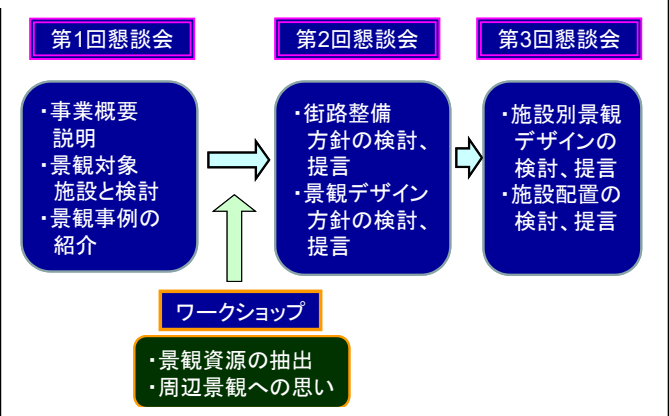 第1回懇談会
・事業概要
説明
・景観対象
施設と検討
・景観事例の
紹介
第2回懇談会
・街路整備
方針の検討、
提言
・景観デザイン
方針の検討、
提言
第3回懇談会
・施設別景観
デザインの
検討、提言
・施設配置の
検討、提言
ワークショップ
・景観資源の抽出
・周辺景観への思い